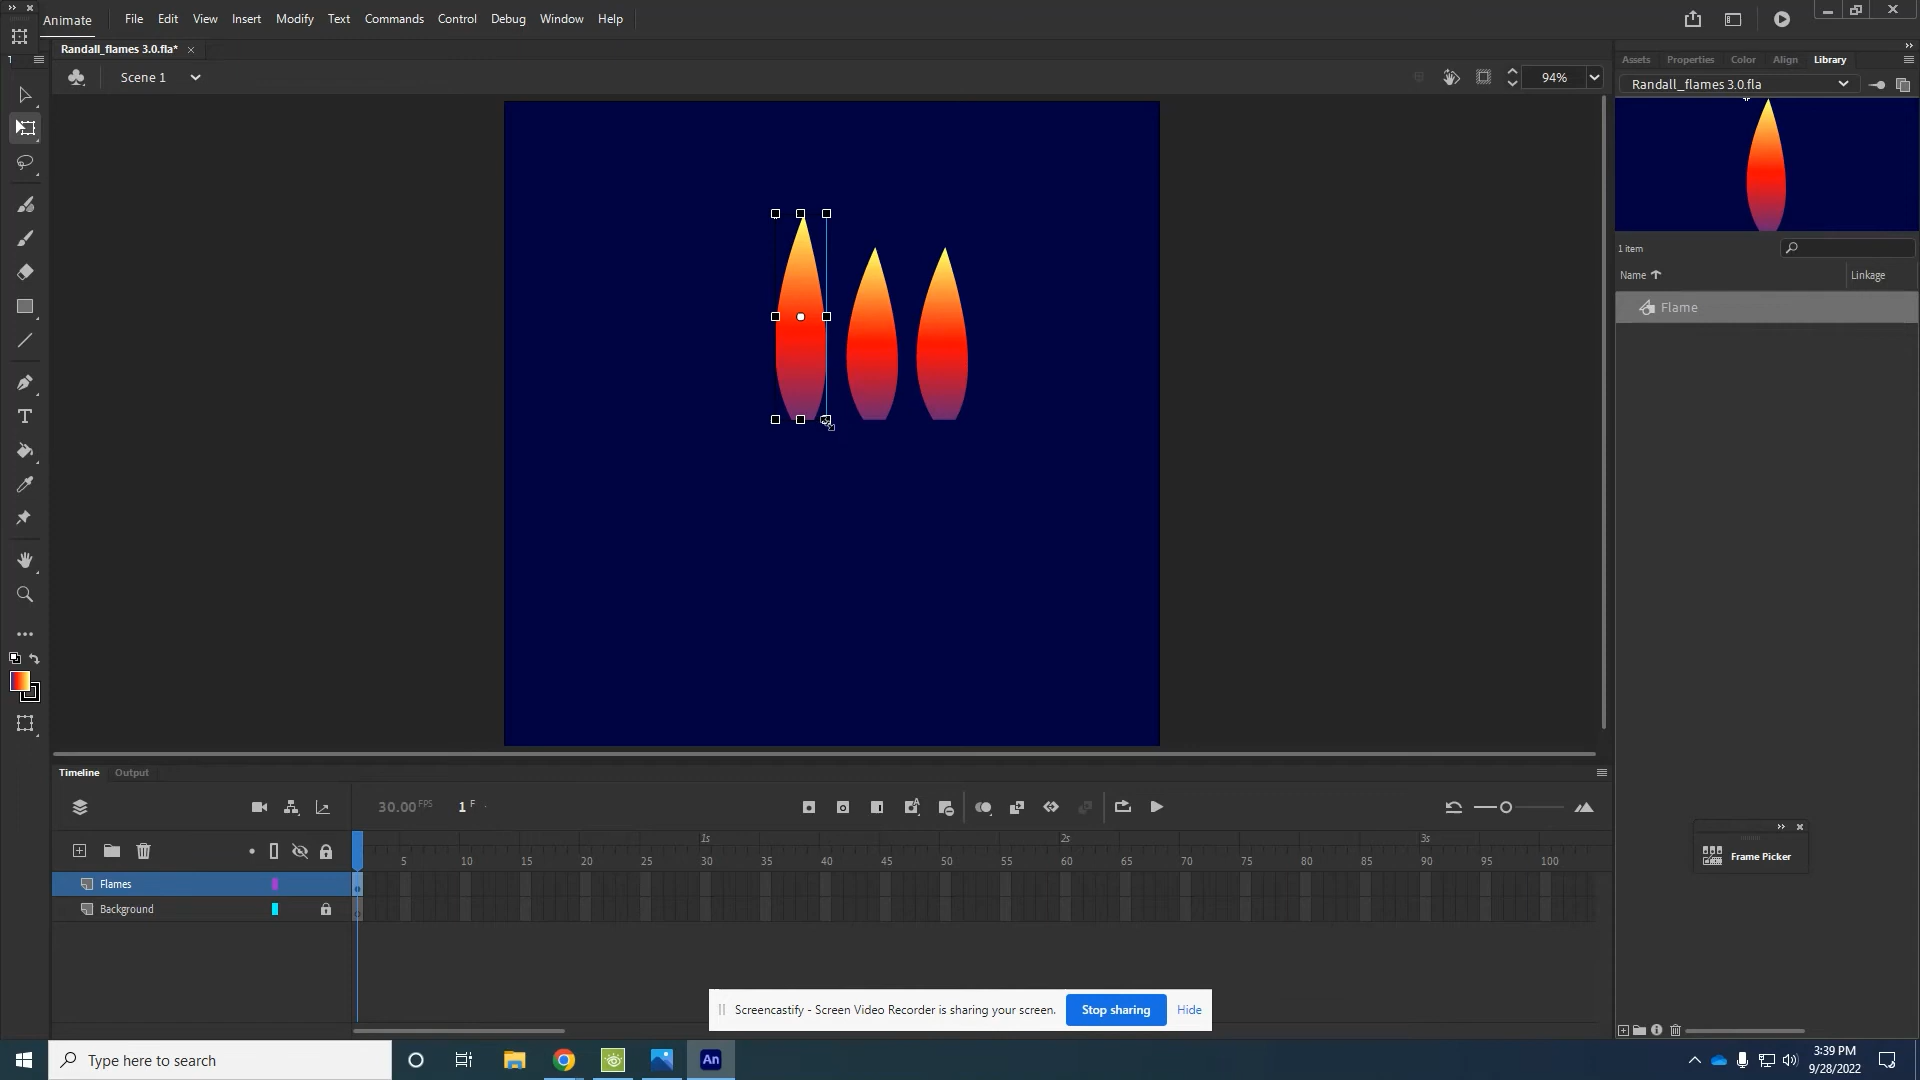 Animate File Edit View Insert Modify Text Commands Control Debug Window Help
Randall_flames 3.0.fla*
Scene 1
94%
Assets Properties Color Align Library
Randall_flames 3.0.fla
1 item
Name Linkage
Flame
Timeline Output
30.00 FPS 1 F
1s 2s 3s
5 10 15 20 25 30 35 40 45 50 55 60 65 70 75 80 85 90 95 100
Flames
Background
Frame Picker
Screencastify - Screen Video Recorder is sharing your screen. Stop sharing Hide
Type here to search
An
3:39 PM
9/28/2022